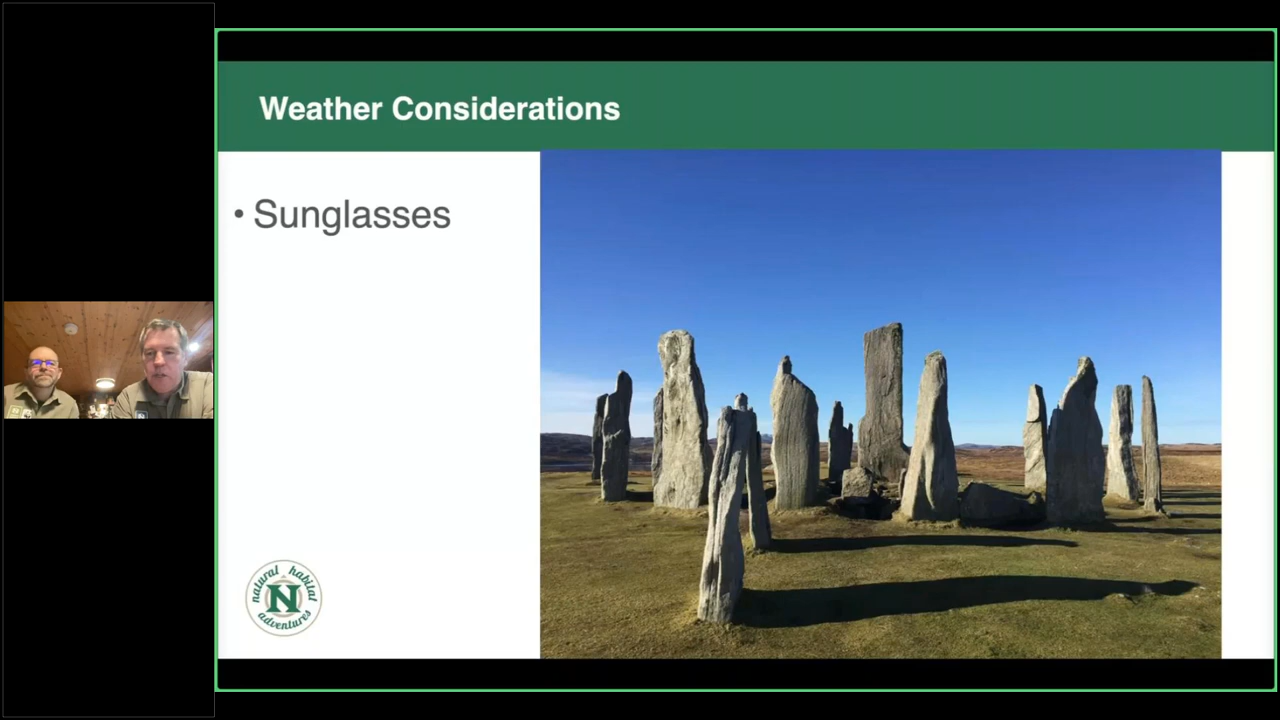 Weather Considerations
• Sunglasses
natural habitat
N
adventures